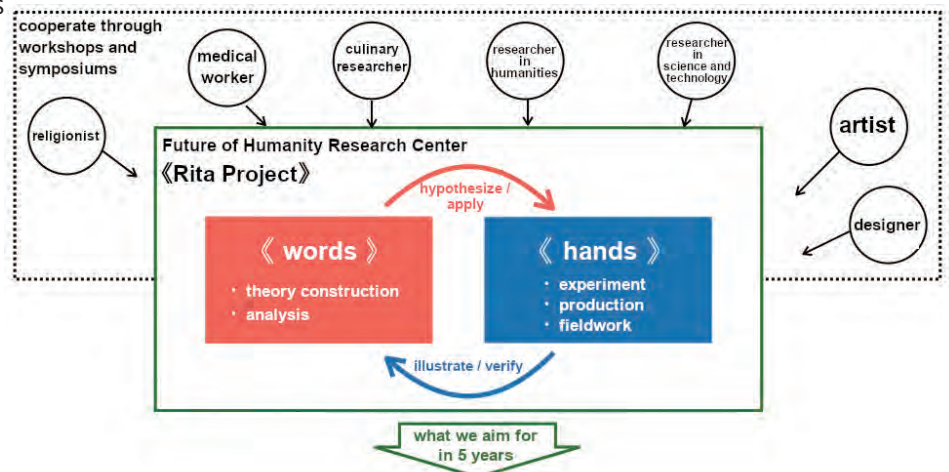 s
cooperate through
workshops and
symposiums
medical
worker
culinary
researcher
researcher
in
humanities
researcher
in
science and
technology
religionist
artist
designer
Future of Humanity Research Center
《Rita Project》
hypothesize /
apply
《 words 》
・ theory construction
・ analysis
《 hands 》
・ experiment
・ production
・ fieldwork
illustrate / verify
what we aim for
in 5 years